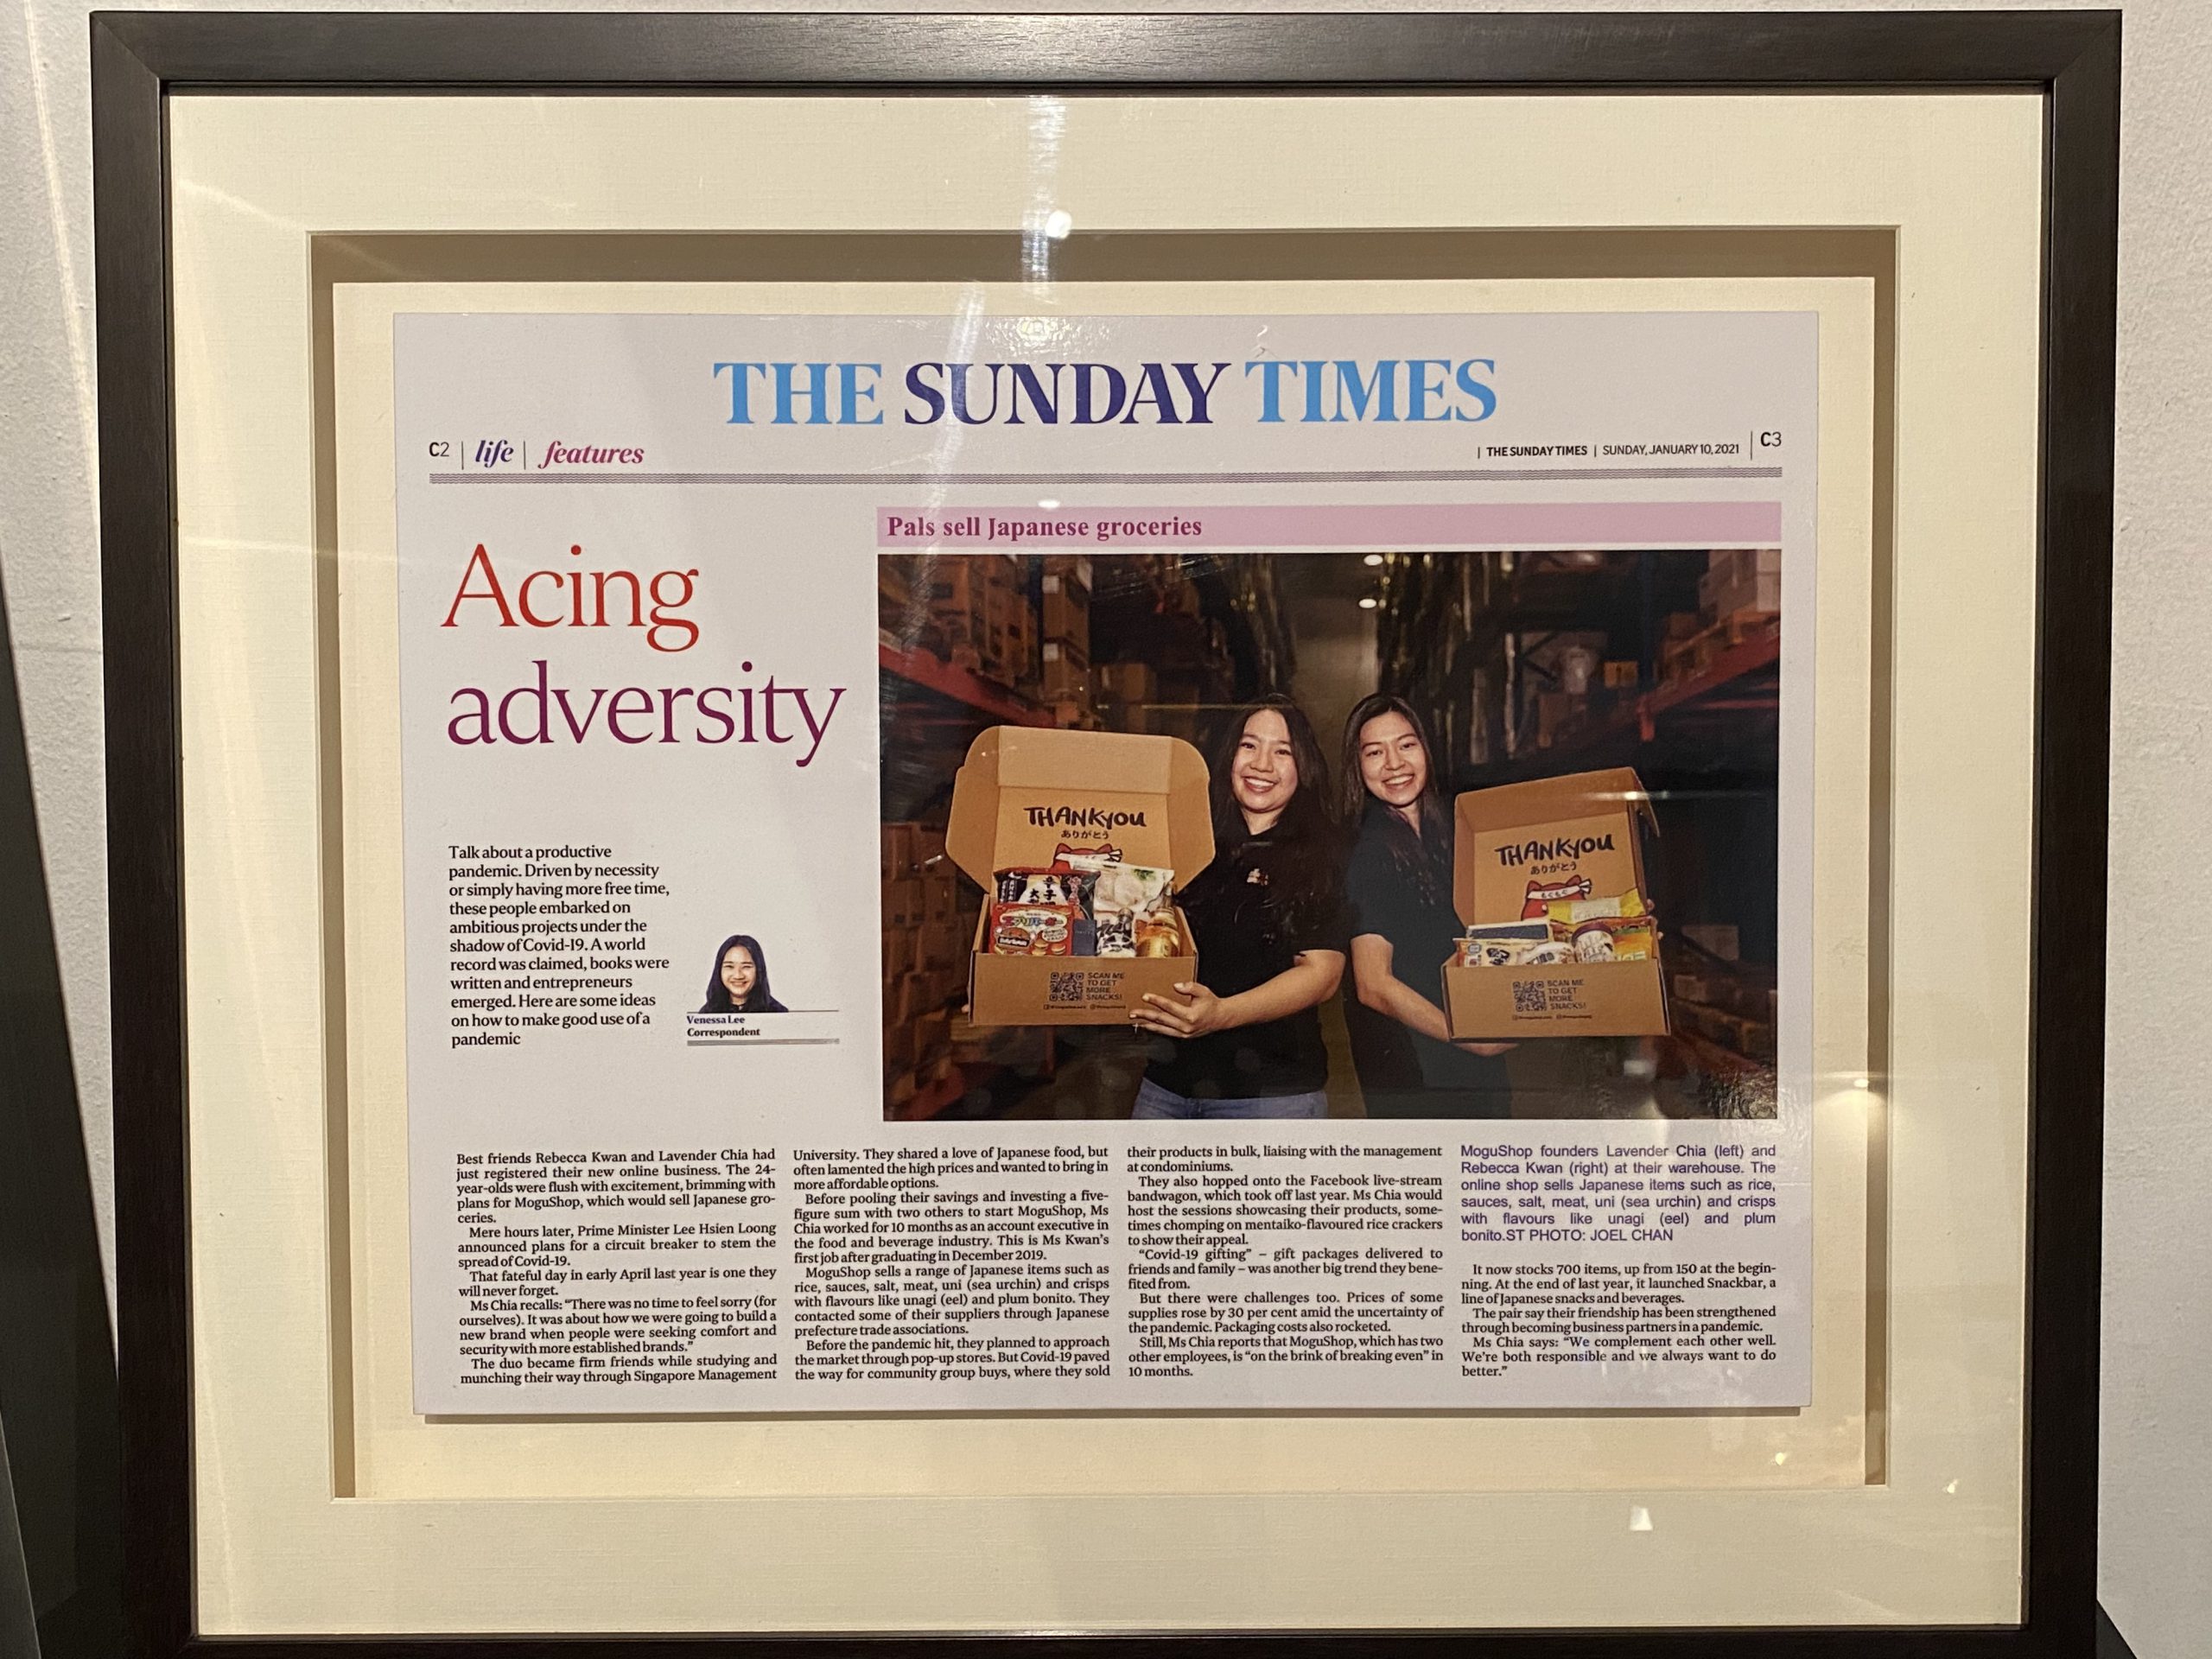 THE SUNDAY TIMES
C2 | life | features
| THE SUNDAY TIMES | SUNDAY, JANUARY 10, 2021 | C3
Acing
adversity
Talk about a productive
pandemic. Driven by necessity
or simply having more free time,
these people embarked on
ambitious projects under the
shadow of Covid-19. A world
record was claimed, books were
written and entrepreneurs
emerged. Here are some ideas
on how to make good use of a
pandemic
Venessa Lee
Correspondent
Pals sell Japanese groceries
THANKYOU
ありがとう
SCAN ME
TO GET
MORE
SNACKS!
THANKYOU
ありがとう
もぐもぐ
SCAN ME
TO GET
MORE
SNACKS!
Best friends Rebecca Kwan and Lavender Chia had
just registered their new online business. The 24-
year-olds were flush with excitement, brimming with
plans for MoguShop, which would sell Japanese gro-
ceries.
Mere hours later, Prime Minister Lee Hsien Loong
announced plans for a circuit breaker to stem the
spread of Covid-19.
That fateful day in early April last year is one they
will never forget.
Ms Chia recalls: “There was no time to feel sorry (for
ourselves). It was about how we were going to build a
new brand when people were seeking comfort and
security with more established brands.”
The duo became firm friends while studying and
munching their way through Singapore Management
University. They shared a love of Japanese food, but
often lamented the high prices and wanted to bring in
more affordable options.
Before pooling their savings and investing a five-
figure sum with two others to start MoguShop, Ms
Chia worked for 10 months as an account executive in
the food and beverage industry. This is Ms Kwan’s
first job after graduating in December 2019.
MoguShop sells a range of Japanese items such as
rice, sauces, salt, meat, uni (sea urchin) and crisps
with flavours like unagi (eel) and plum bonito. They
contacted some of their suppliers through Japanese
prefecture trade associations.
Before the pandemic hit, they planned to approach
the market through pop-up stores. But Covid-19 paved
the way for community group buys, where they sold
their products in bulk, liaising with the management
at condominiums.
They also hopped onto the Facebook live-stream
bandwagon, which took off last year. Ms Chia would
host the sessions showcasing their products, some-
times chomping on mentaiko-flavoured rice crackers
to show their appeal.
“Covid-19 gifting” – gift packages delivered to
friends and family – was another big trend they bene-
fited from.
But there were challenges too. Prices of some
supplies rose by 30 per cent amid the uncertainty of
the pandemic. Packaging costs also rocketed.
Still, Ms Chia reports that MoguShop, which has two
other employees, is “on the brink of breaking even” in
10 months.
MoguShop founders Lavender Chia (left) and
Rebecca Kwan (right) at their warehouse. The
online shop sells Japanese items such as rice,
sauces, salt, meat, uni (sea urchin) and crisps
with flavours like unagi (eel) and plum
bonito.ST PHOTO: JOEL CHAN
It now stocks 700 items, up from 150 at the begin-
ning. At the end of last year, it launched Snackbar, a
line of Japanese snacks and beverages.
The pair say their friendship has been strengthened
through becoming business partners in a pandemic.
Ms Chia says: “We complement each other well.
We’re both responsible and we always want to do
better.”